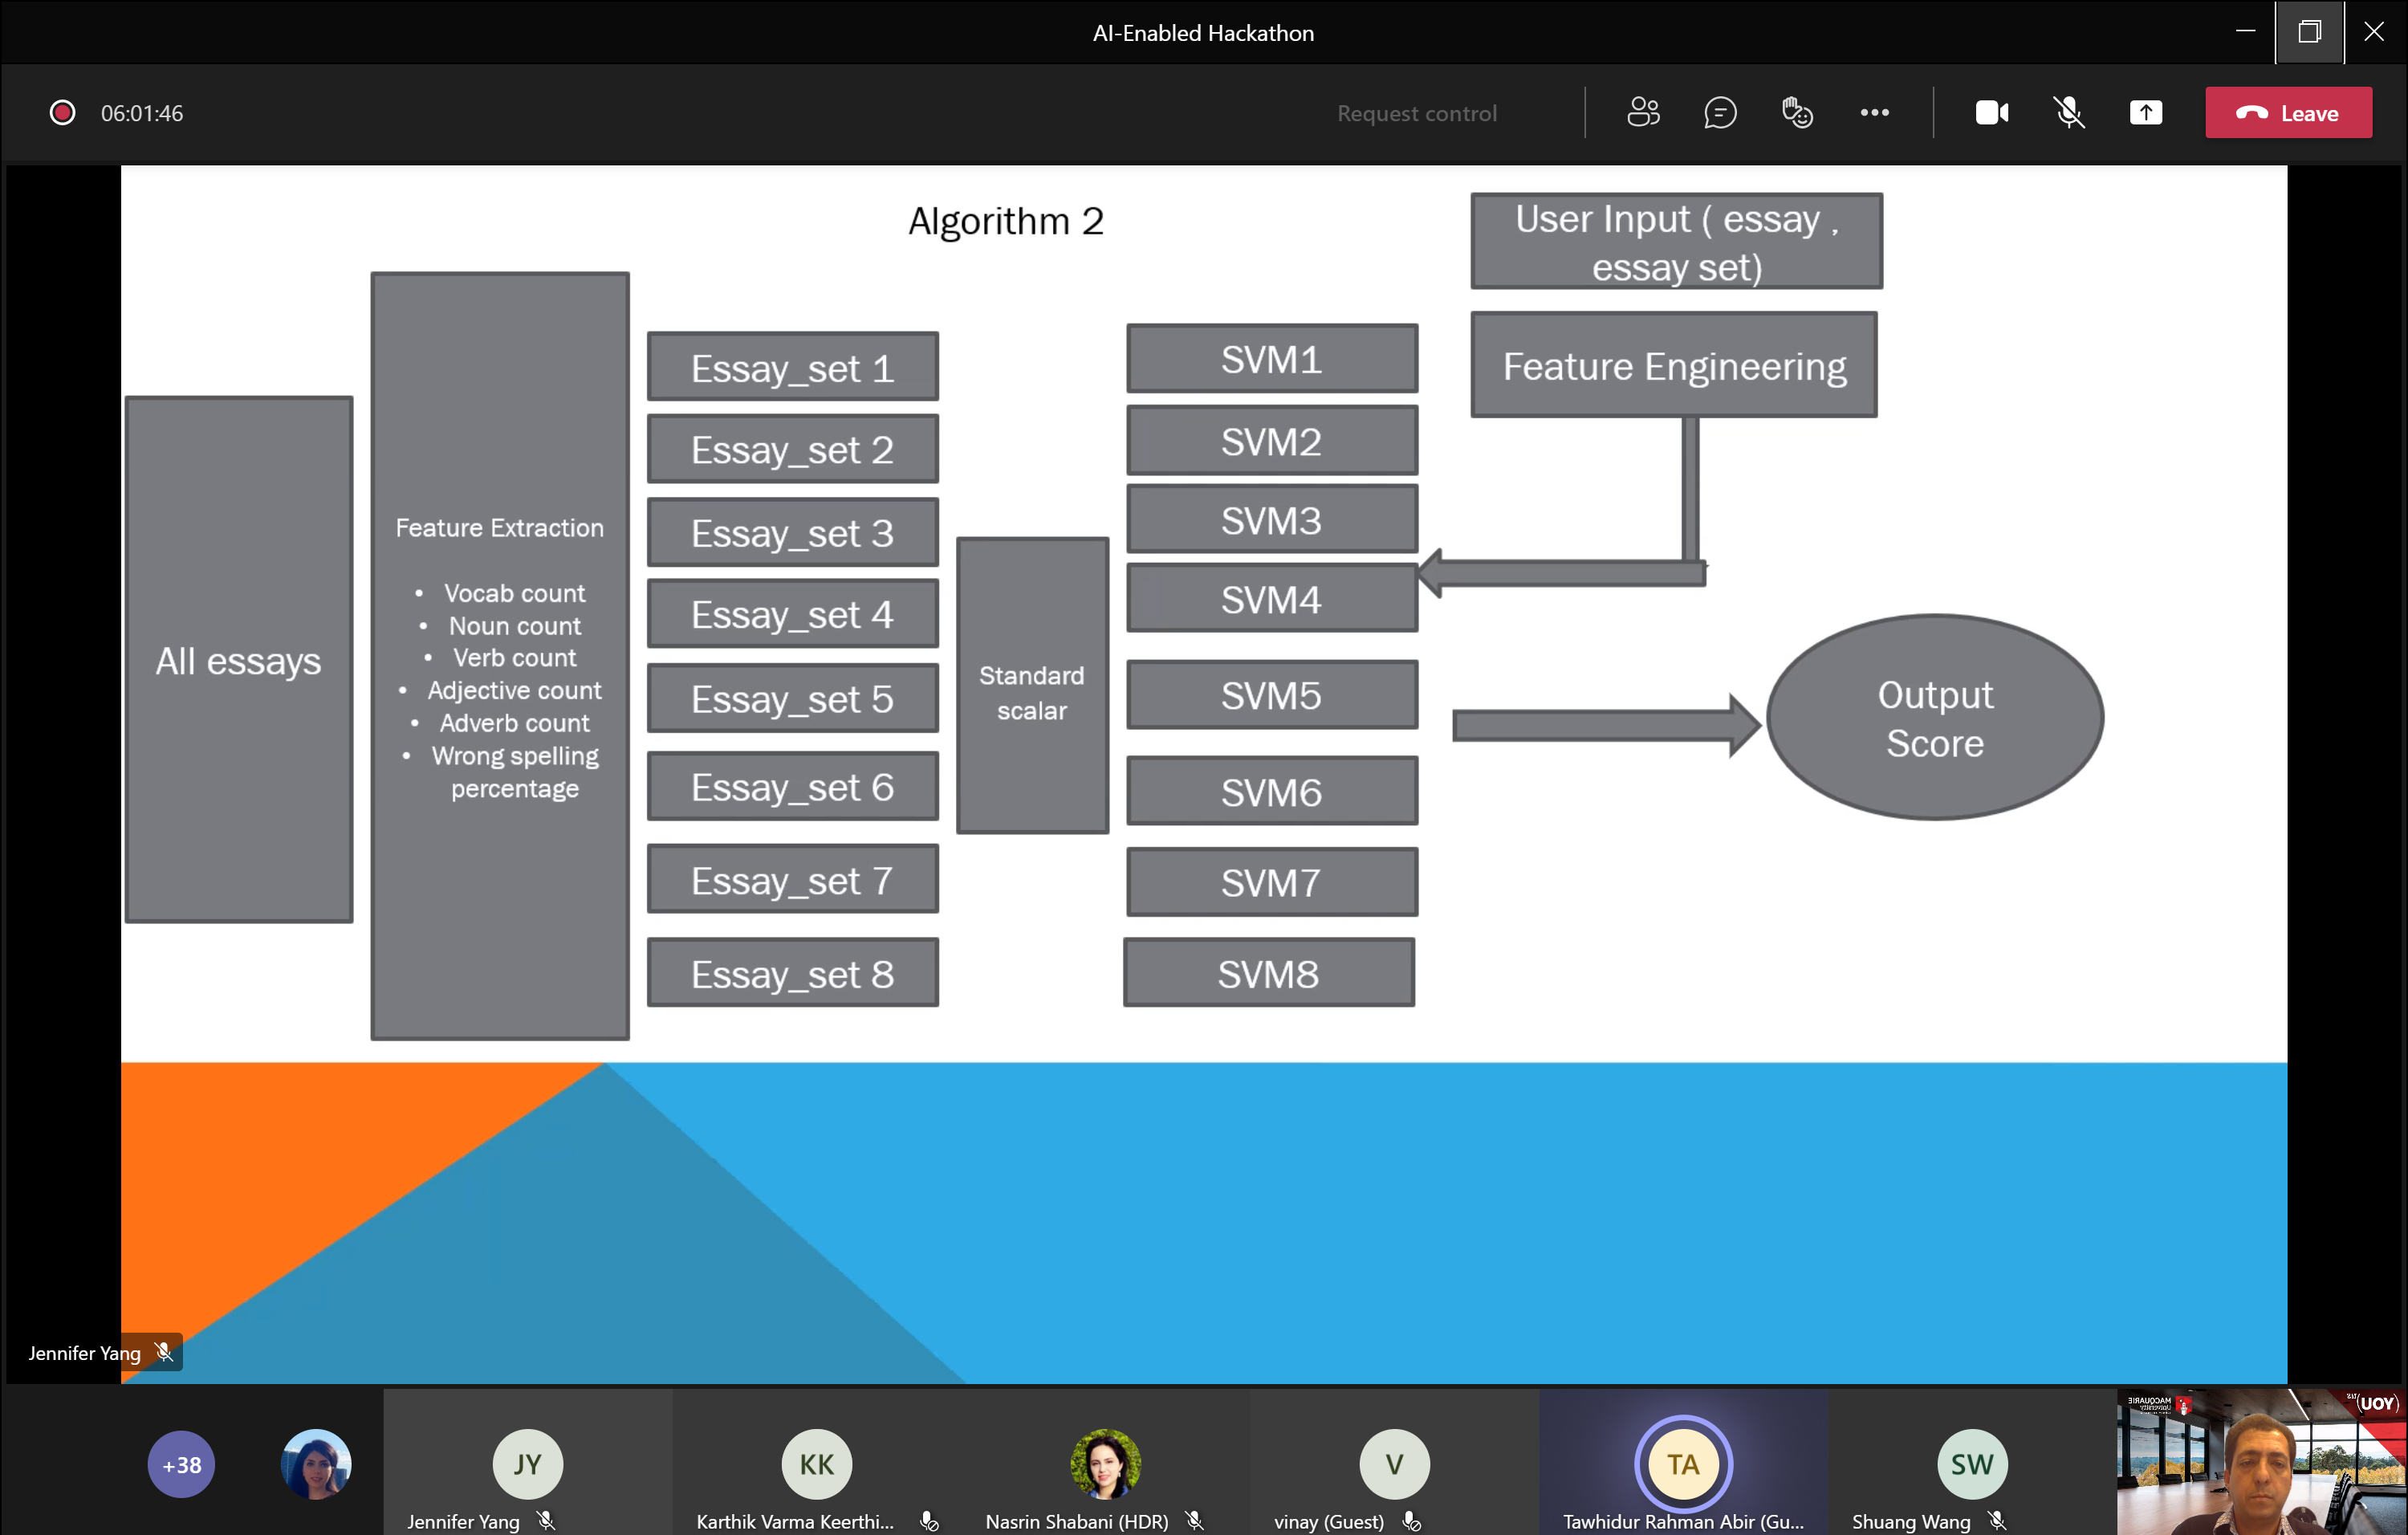 AI-Enabled Hackathon
06:01:46
Request control
Leave
Algorithm 2
User Input ( essay ,
essay set)
Feature Engineering
All essays
Feature Extraction
• Vocab count
• Noun count
• Verb count
• Adjective count
• Adverb count
• Wrong spelling
percentage
Essay_set 1
Essay_set 2
Essay_set 3
Essay_set 4
Essay_set 5
Essay_set 6
Essay_set 7
Essay_set 8
Standard
scalar
SVM1
SVM2
SVM3
SVM4
SVM5
SVM6
SVM7
SVM8
Output
Score
Jennifer Yang
+38
JY
Jennifer Yang
KK
Karthik Varma Keerthi...
Nasrin Shabani (HDR)
V
vinay (Guest)
TA
Tawhidur Rahman Abir (Gu...
SW
Shuang Wang
MACQUARIE
University
YOU)